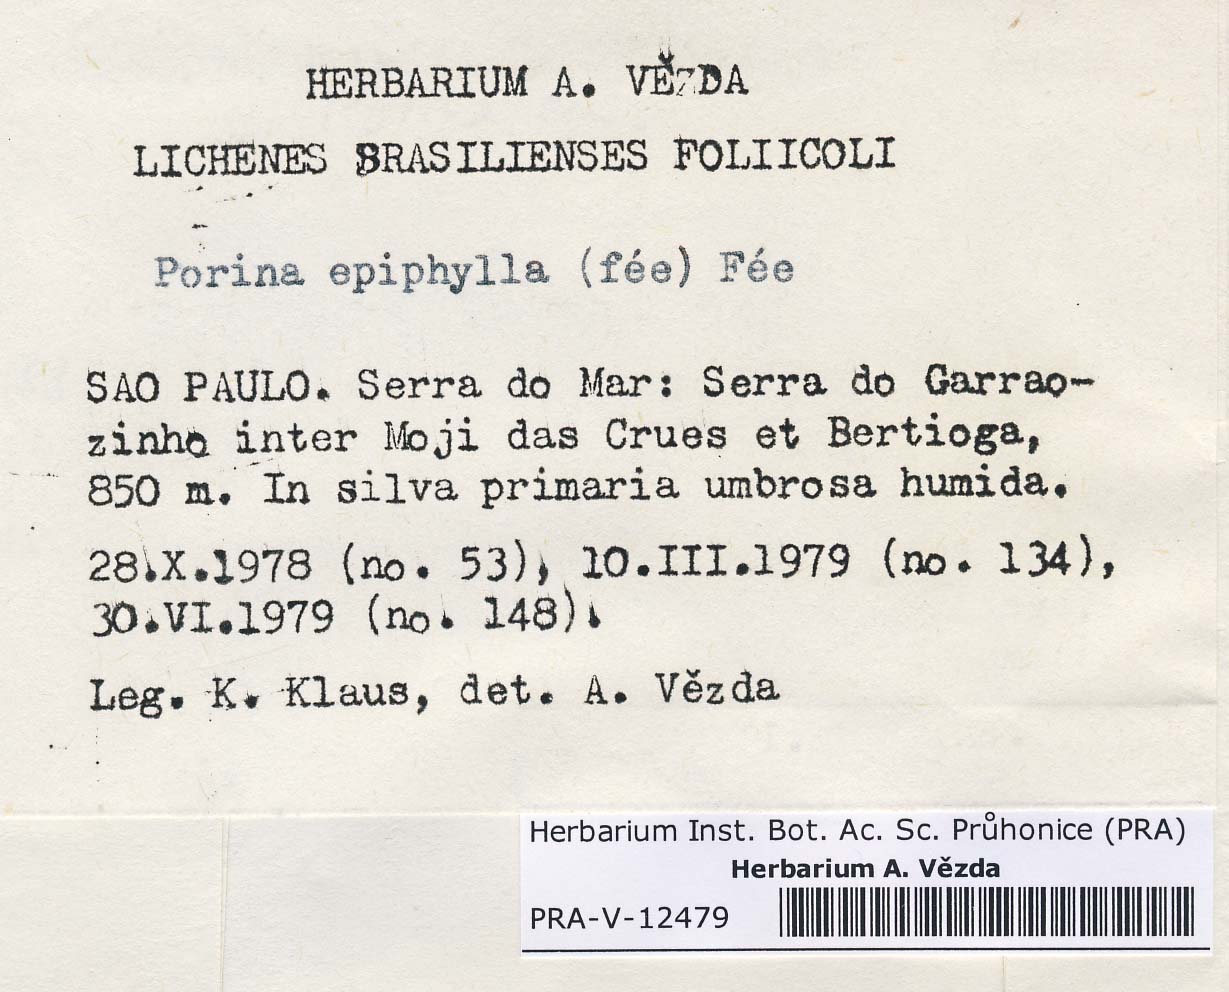 HERBARIUM A. VĚZDA
LICHENES BRASILIENSES FOLIICOLI
Porina epiphylla (fée) Fée
SAO PAULO. Serra do Mar: Serra do Garrao-
zinho inter Moji das Crues et Bertioga,
850 m. In silva primaria umbrosa humida.
28.X.1978 (no. 53), 10.III.1979 (no. 134),
30.VI.1979 (no. 148).
Leg. K. Klaus, det. A. Vězda
Herbarium Inst. Bot. Ac. Sc. Průhonice (PRA)
Herbarium A. Vězda
PRA-V-12479